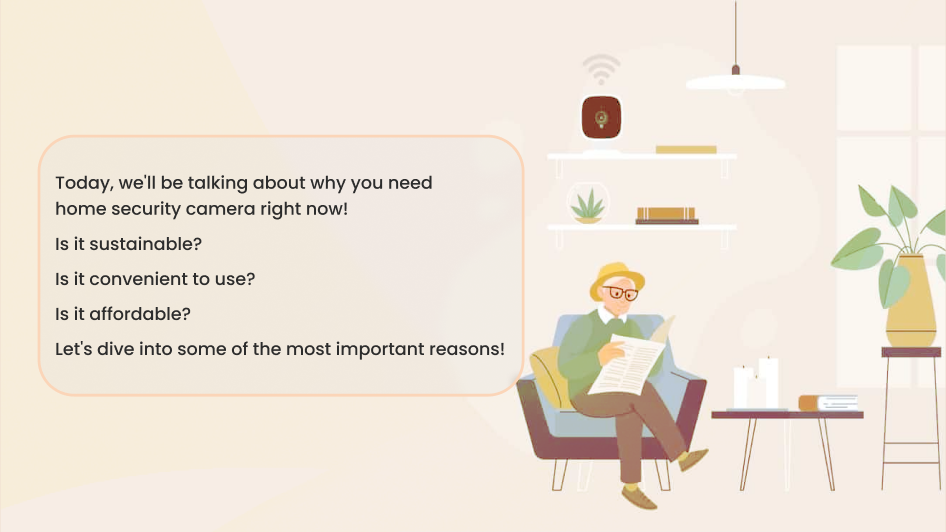 Today, we'll be talking about why you need
home security camera right now!
Is it sustainable?
Is it convenient to use?
Is it affordable?
Let's dive into some of the most important reasons!